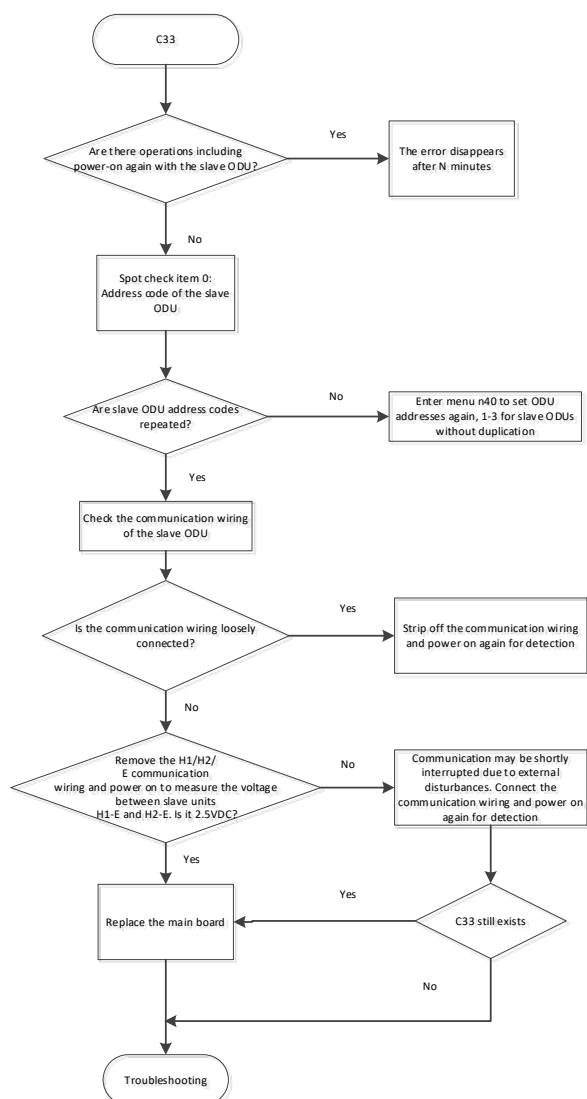 C33
Are there operations including
power-on again with the slave ODU?
Yes
The error disappears
after N minutes
No
Spot check item 0:
Address code of the slave
ODU
Are slave ODU address codes
repeated?
No
Enter menu n40 to set ODU
addresses again, 1-3 for slave ODUs
without duplication
Yes
Check the communication wiring
of the slave ODU
Is the communication wiring loosely
connected?
Yes
Strip off the communication wiring
and power on again for detection
No
Remove the H1/H2/
E communication
wiring and power on to measure the voltage
between slave units
H1-E and H2-E. Is it 2.5VDC?
No
Communication may be shortly
interrupted due to external
disturbances. Connect the
communication wiring and power on
again for detection
Yes
Replace the main board
Yes
C33 still exists
No
Troubleshooting